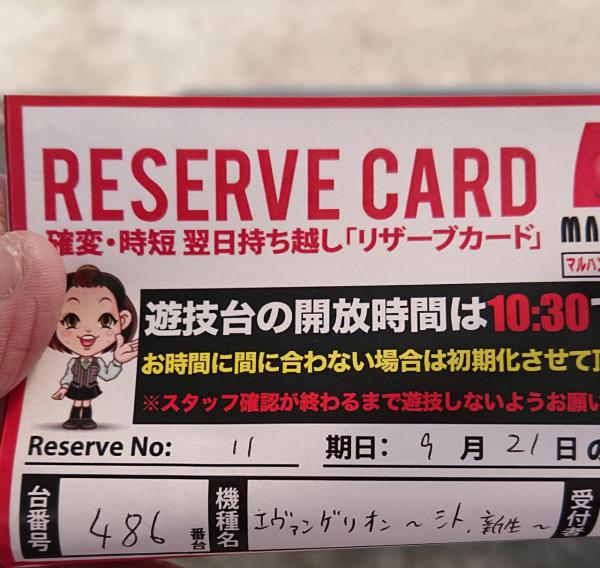 RESERVE CARD
確変・時短 翌日持ち越し「リザーブカード」
マルハン
遊技台の開放時間は10:30
お時間に間に合わない場合は初期化させて
※スタッフ確認が終わるまで遊技しないようお願い
Reserve No: 11 期日: 9 月 21 日 の
台番号 486 番台 機種名 エヴァンゲリオン～シト、新生～ 受付者